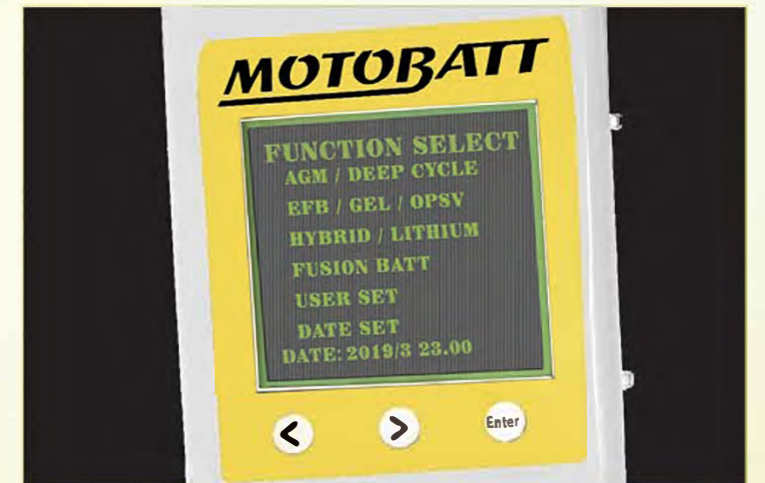 MOTOBATT
FUNCTION SELECT
AGM / DEEP CYCLE
EFB / GEL / OPSV
HYBRID / LITHIUM
FUSION BATT
USER SET
DATE SET
DATE: 2019/3 23.00
< > Enter